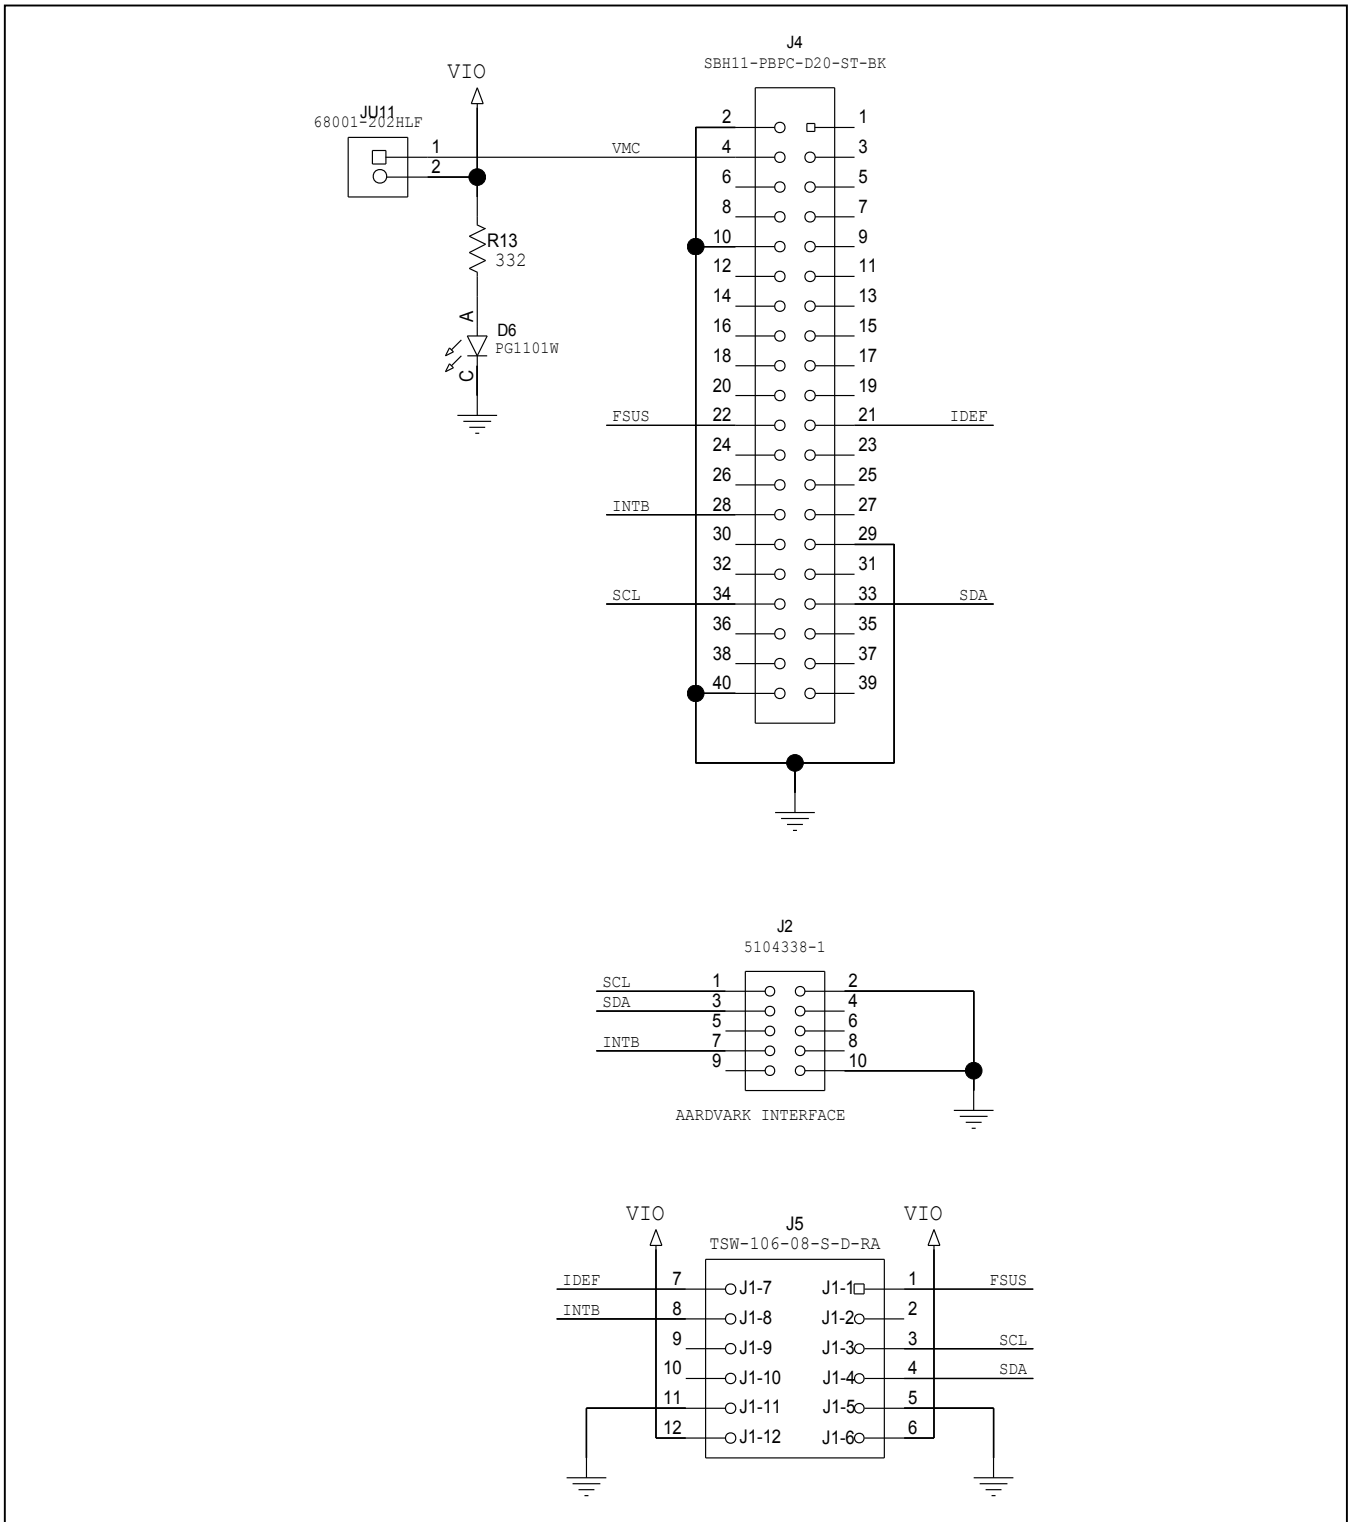 J4
SBH11-PBPC-D20-ST-BK
VIO
JU11
68001-202HLF
1
2
VMC
R13
332
A
D6
PG1101W
C
2 1
4 3
6 5
8 7
10 9
12 11
14 13
16 15
18 17
20 19
FSUS 22 21 IDEF
24 23
26 25
INTB 28 27
30 29
32 31
SCL 34 33 SDA
36 35
38 37
40 39
J2
5104338-1
SCL 1 2
SDA 3 4
5 6
INTB 7 8
9 10
AARDVARK INTERFACE
VIO VIO
J5
TSW-106-08-S-D-RA
IDEF 7 J1-7 J1-1 1 FSUS
INTB 8 J1-8 J1-2 2
9 J1-9 J1-3 3 SCL
10 J1-10 J1-4 4 SDA
11 J1-11 J1-5 5
12 J1-12 J1-6 6